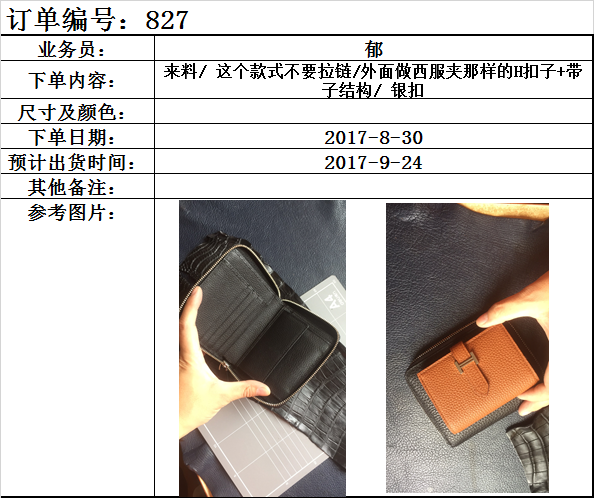 订单编号：827
业务员：
郁
下单内容：
来料/ 这个款式不要拉链/外面做西服夹那样的H扣子+带
子结构/ 银扣
尺寸及颜色：
下单日期：
2017-8-30
预计出货时间：
2017-9-24
其他备注：
参考图片：
A4